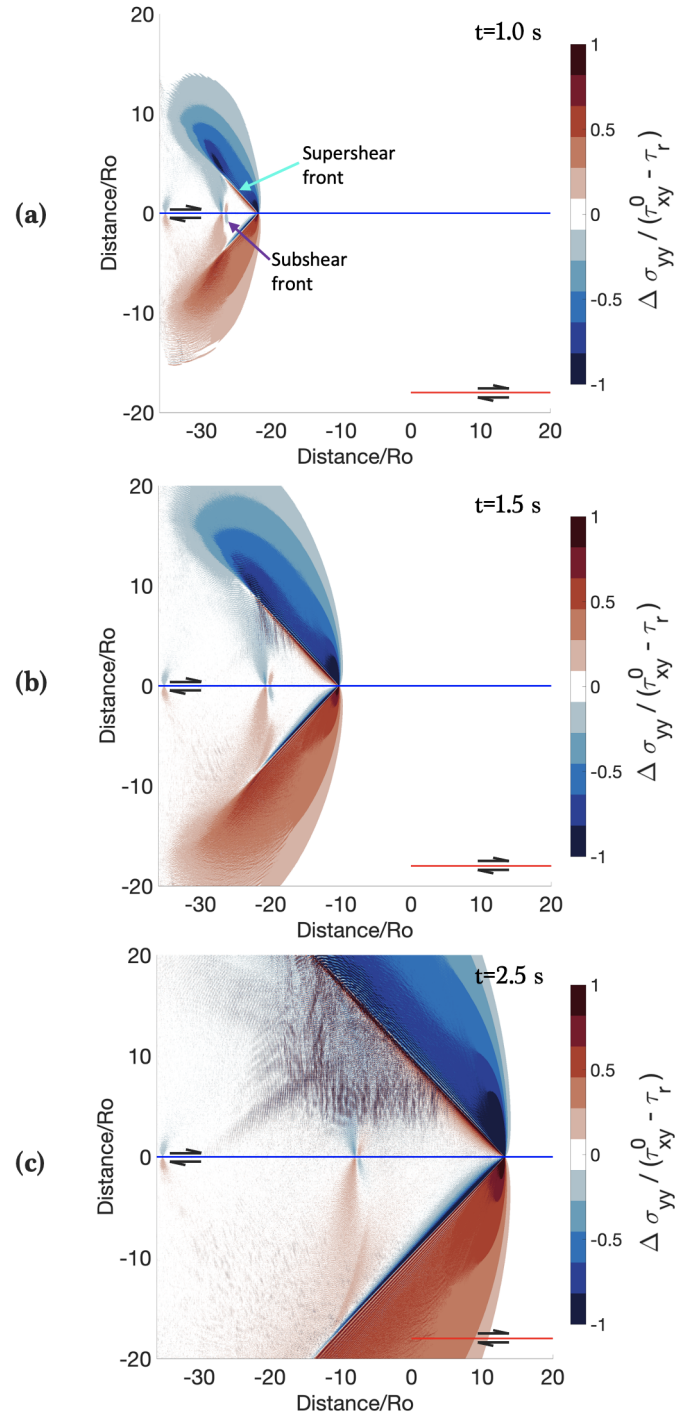 (a)
t=1.0 s
Distance/Ro
20
10
0
-10
-20
Supershear
front
Subshear
front
-30
-20
-10
0
10
20
Distance/Ro
1
0.5
0
-0.5
-1
Δ σyy / (τ⁰xy - τr)
(b)
t=1.5 s
Distance/Ro
20
10
0
-10
-20
-30
-20
-10
0
10
20
Distance/Ro
1
0.5
0
-0.5
-1
Δ σyy / (τ⁰xy - τr)
(c)
t=2.5 s
Distance/Ro
20
10
0
-10
-20
-30
-20
-10
0
10
20
Distance/Ro
1
0.5
0
-0.5
-1
Δ σyy / (τ⁰xy - τr)